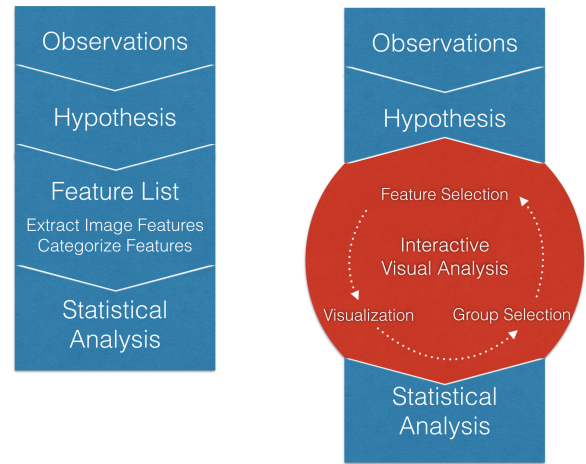 Observations
Hypothesis
Feature List
Extract Image Features
Categorize Features
Statistical
Analysis
Observations
Hypothesis
Feature Selection
Interactive
Visual Analysis
Visualization
Group Selection
Statistical
Analysis